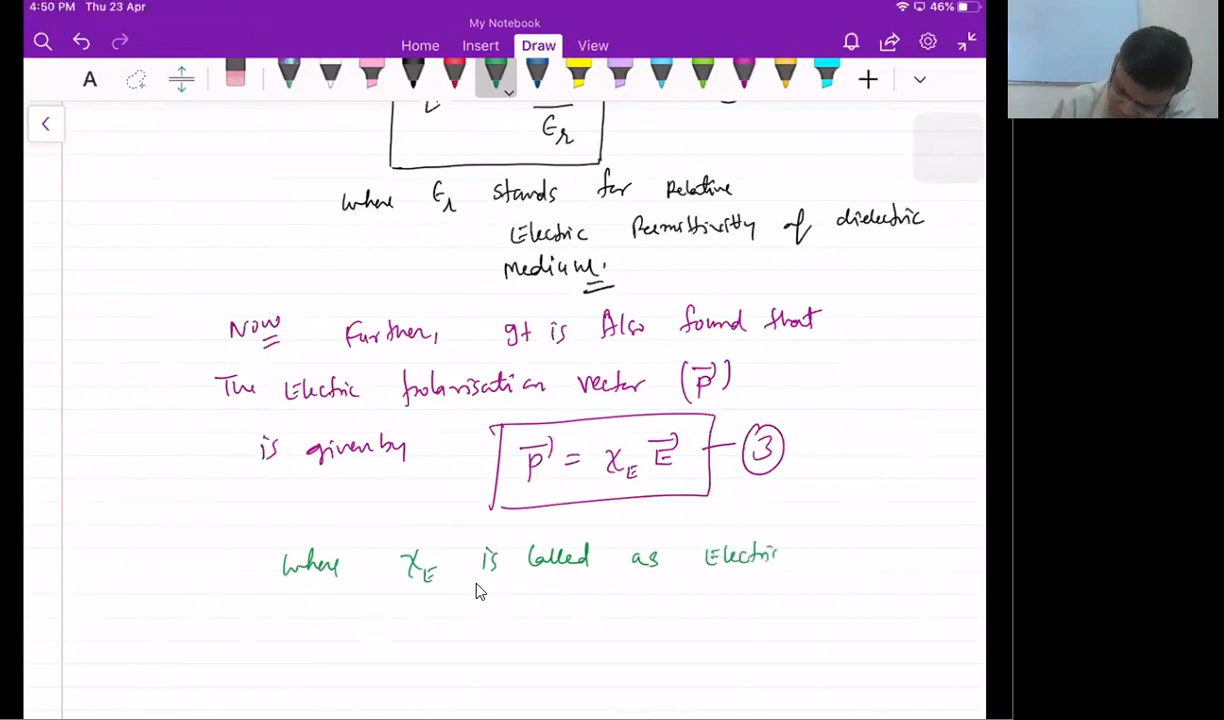 4:50 PM Thu 23 Apr
46%
My Notebook
Home Insert Draw View
A
ϵr
where ϵr stands for Relative
Electric Permittivity of dielectric
Medium.
Now Further, It is Also found that
The Electric polarisation vector (P⃗)
is given by P⃗ = χE E⃗ — ③
where χE is called as Electric